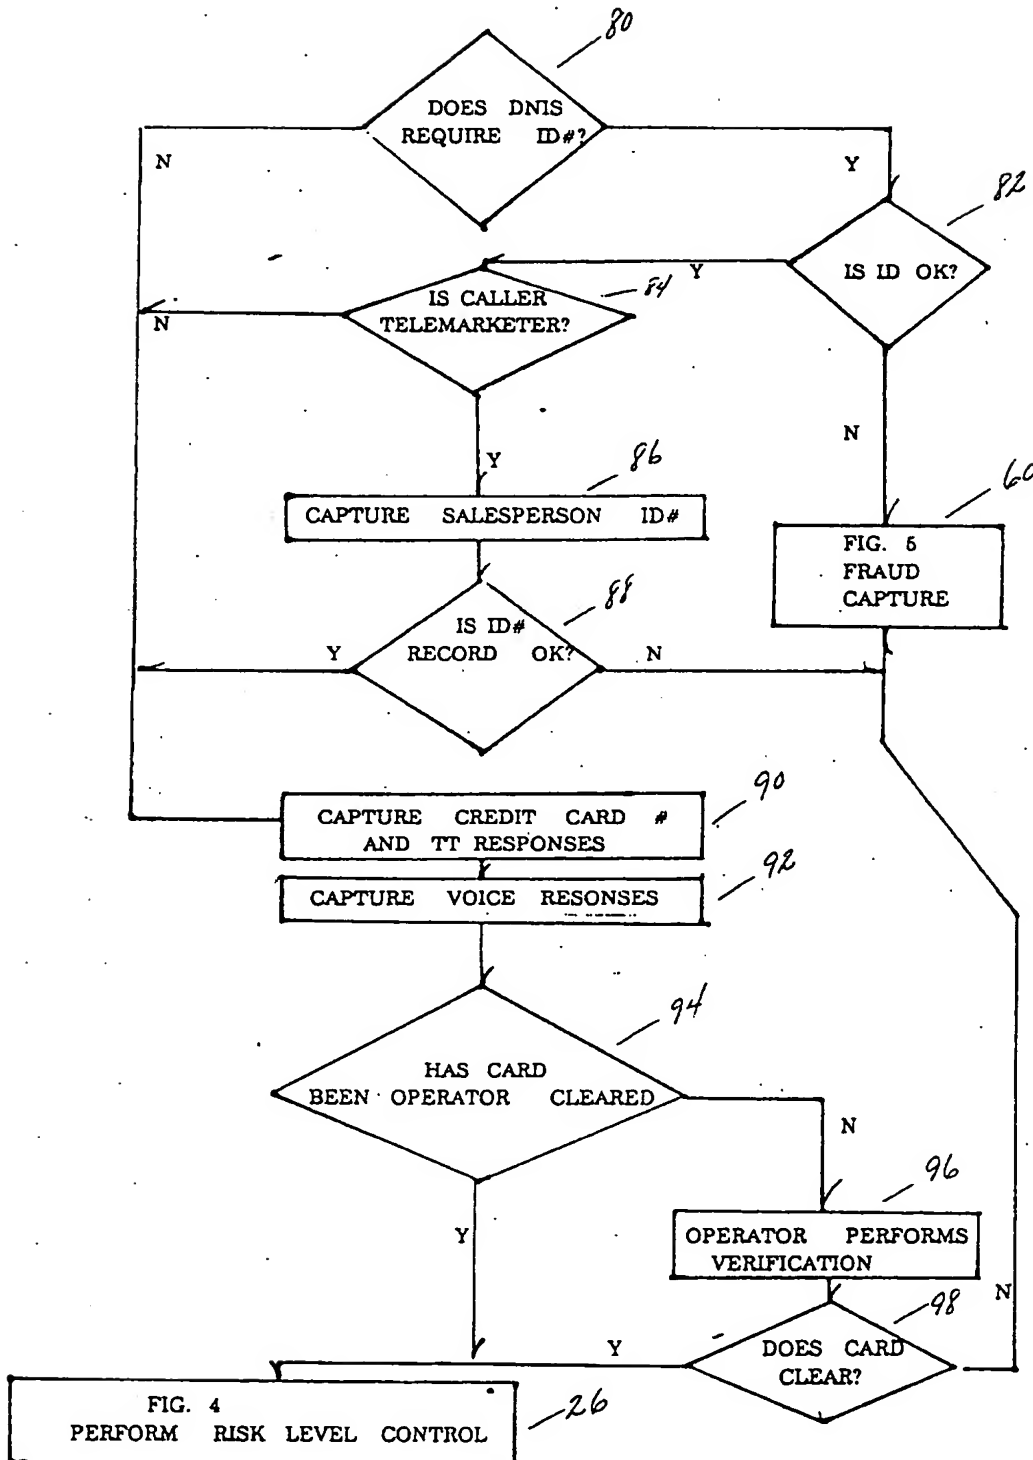 80
DOES DNIS
REQUIRE ID#?
N
Y
82
IS ID OK?
Y
84
IS CALLER
TELEMARKETER?
N
N
Y
86
CAPTURE SALESPERSON ID#
60
FIG. 5
FRAUD
CAPTURE
88
IS ID#
RECORD OK?
Y
N
90
CAPTURE CREDIT CARD #
AND TT RESPONSES
92
CAPTURE VOICE RESONSES
94
HAS CARD
BEEN OPERATOR CLEARED
N
Y
96
OPERATOR PERFORMS
VERIFICATION
N
98
DOES CARD
CLEAR?
Y
FIG. 4
PERFORM RISK LEVEL CONTROL
26